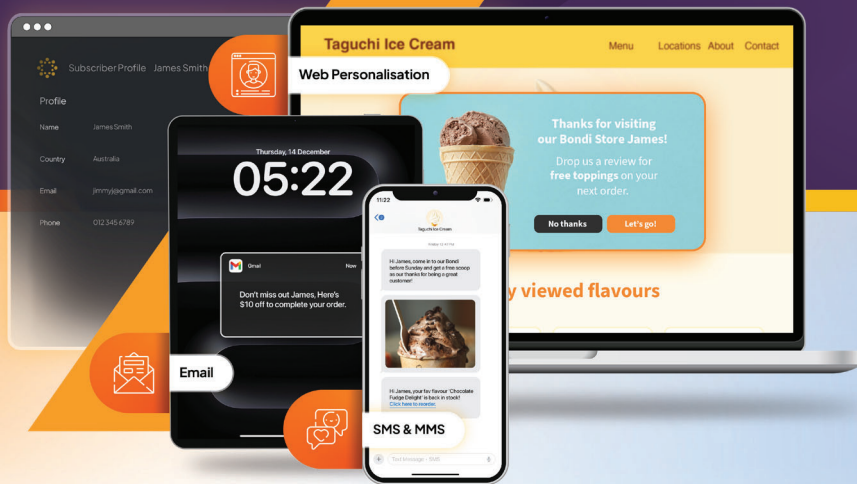 Subscriber Profile James Smith
Profile
Name James Smith
Country Australia
Email jimmyj@gmail.com
Phone 012 345 6789
Web Personalisation
Taguchi Ice Cream
Menu Locations About Contact
Thanks for visiting
our Bondi Store James!
Drop us a review for
free toppings on your
next order.
No thanks Let's go!
y viewed flavours
Thursday, 14 December
05:22
Gmail Now
Don't miss out James, Here's
$10 off to complete your order.
Email
11:22
Taguchi Ice Cream
Hi James, come in to our Bondi
before Sunday and get a free scoop
as our thanks for being a great
customer!
Hi James, your fav flavour 'Chocolate
Fudge Delight' is back in stock!
Click here to reorder.
SMS & MMS
Text Message - SMS